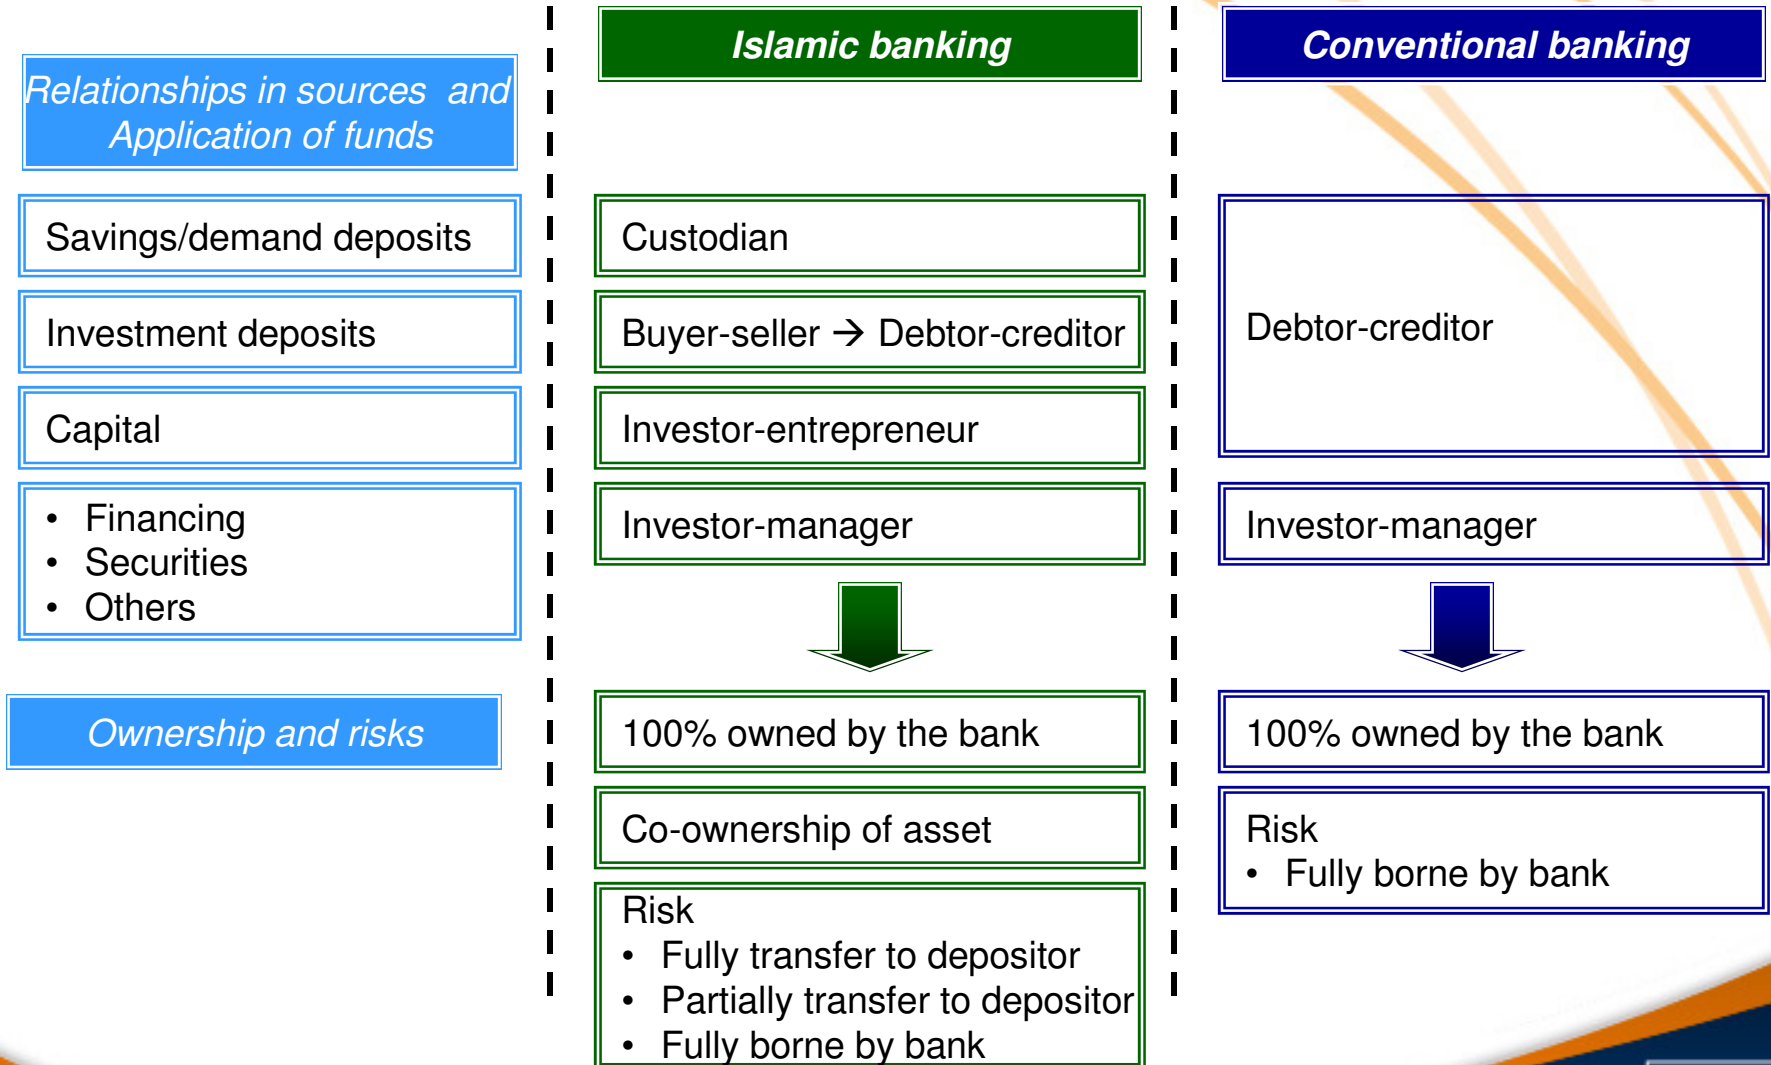 Islamic banking
Conventional banking
Relationships in sources and
Application of funds
Savings/demand deposits
Custodian
Debtor-creditor
Investment deposits
Buyer-seller → Debtor-creditor
Capital
Investor-entrepreneur
• Financing
• Securities
• Others
Investor-manager
Investor-manager
Ownership and risks
100% owned by the bank
100% owned by the bank
Co-ownership of asset
Risk
• Fully borne by bank
Risk
• Fully transfer to depositor
• Partially transfer to depositor
• Fully borne by bank